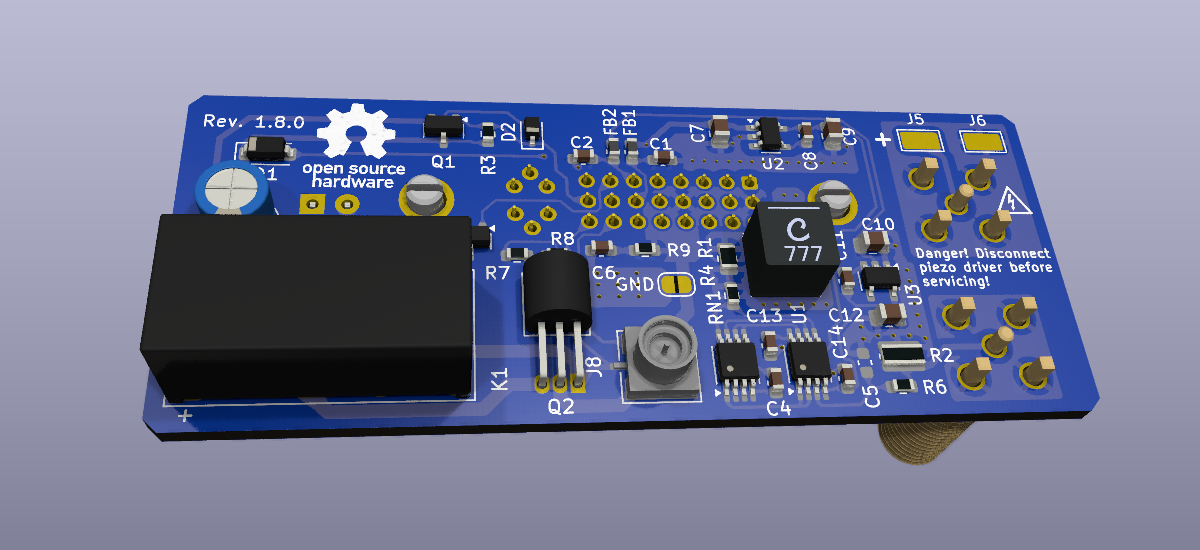 Rev. 1.8.0
open source
hardware
Q1
R3
D2
C2
FB2
FB1
C1
C7
U2
C8
C9
+
J5
J6
R7
R8
C6
R9
GND
R1
R4
RN1
C
777
C10
Danger! Disconnect
piezo driver before
servicing!
U3
C13
U1
C12
C14
R2
R6
C5
C4
K1
J8
Q2
+